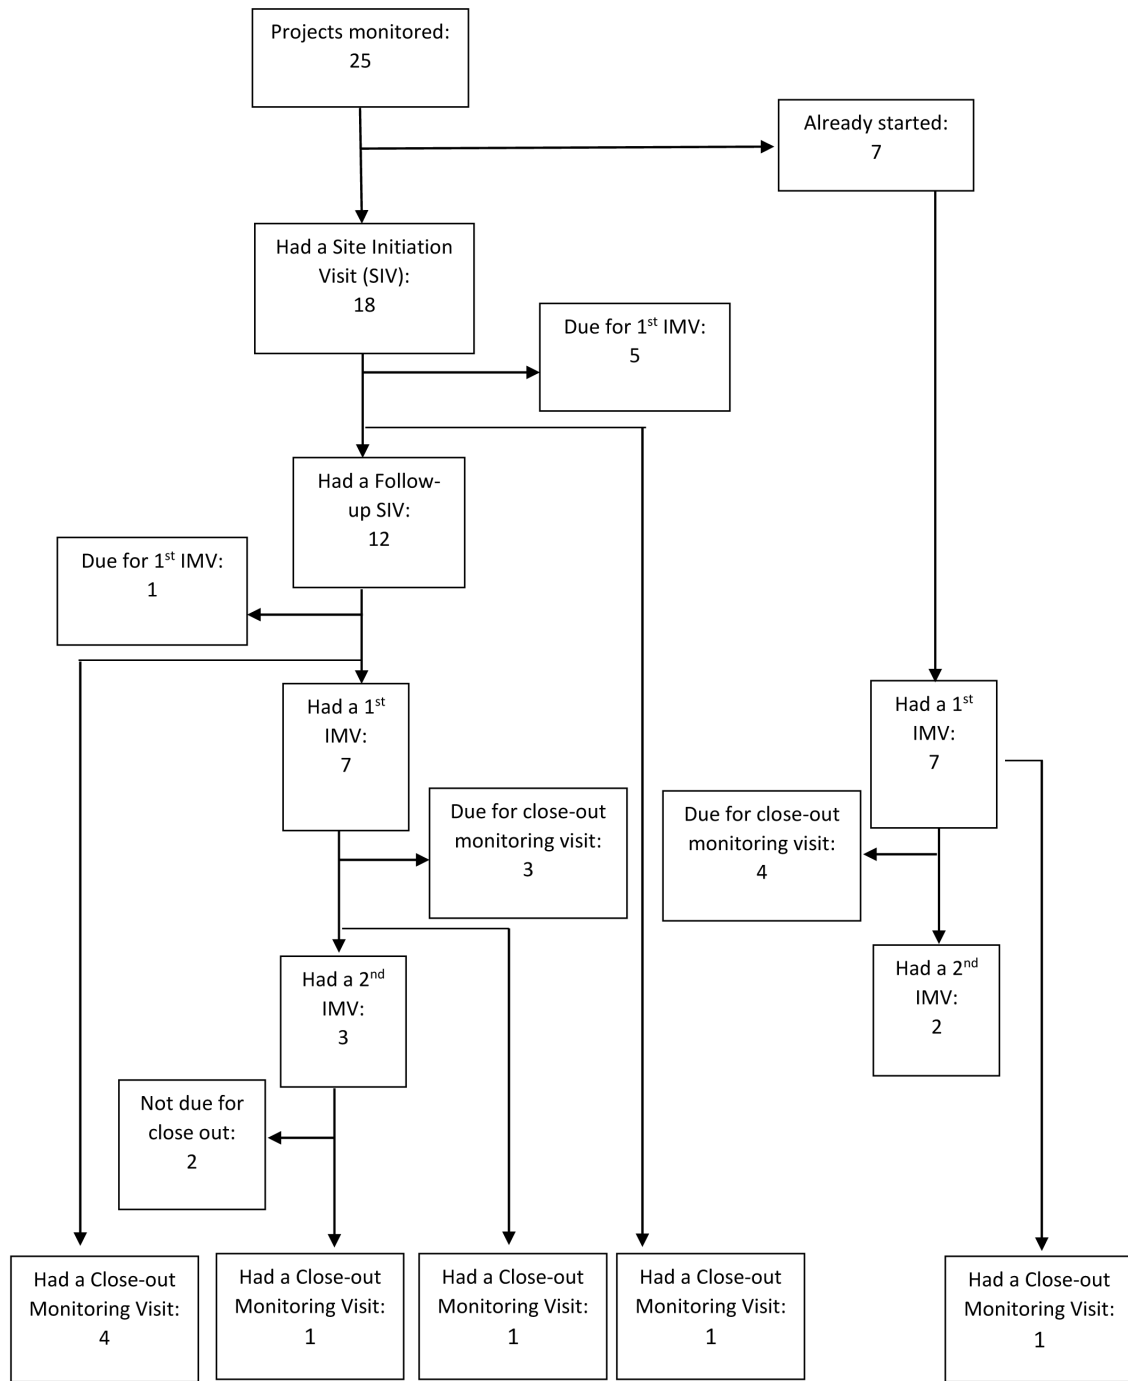 Projects monitored:
25
Already started:
7
Had a Site Initiation
Visit (SIV):
18
Due for 1st IMV:
5
Had a Follow-
up SIV:
12
Due for 1st IMV:
1
Had a 1st
IMV:
7
Had a 1st
IMV:
7
Due for close-out
monitoring visit:
3
Due for close-out
monitoring visit:
4
Had a 2nd
IMV:
3
Had a 2nd
IMV:
2
Not due for
close out:
2
Had a Close-out
Monitoring Visit:
4
Had a Close-out
Monitoring Visit:
1
Had a Close-out
Monitoring Visit:
1
Had a Close-out
Monitoring Visit:
1
Had a Close-out
Monitoring Visit:
1